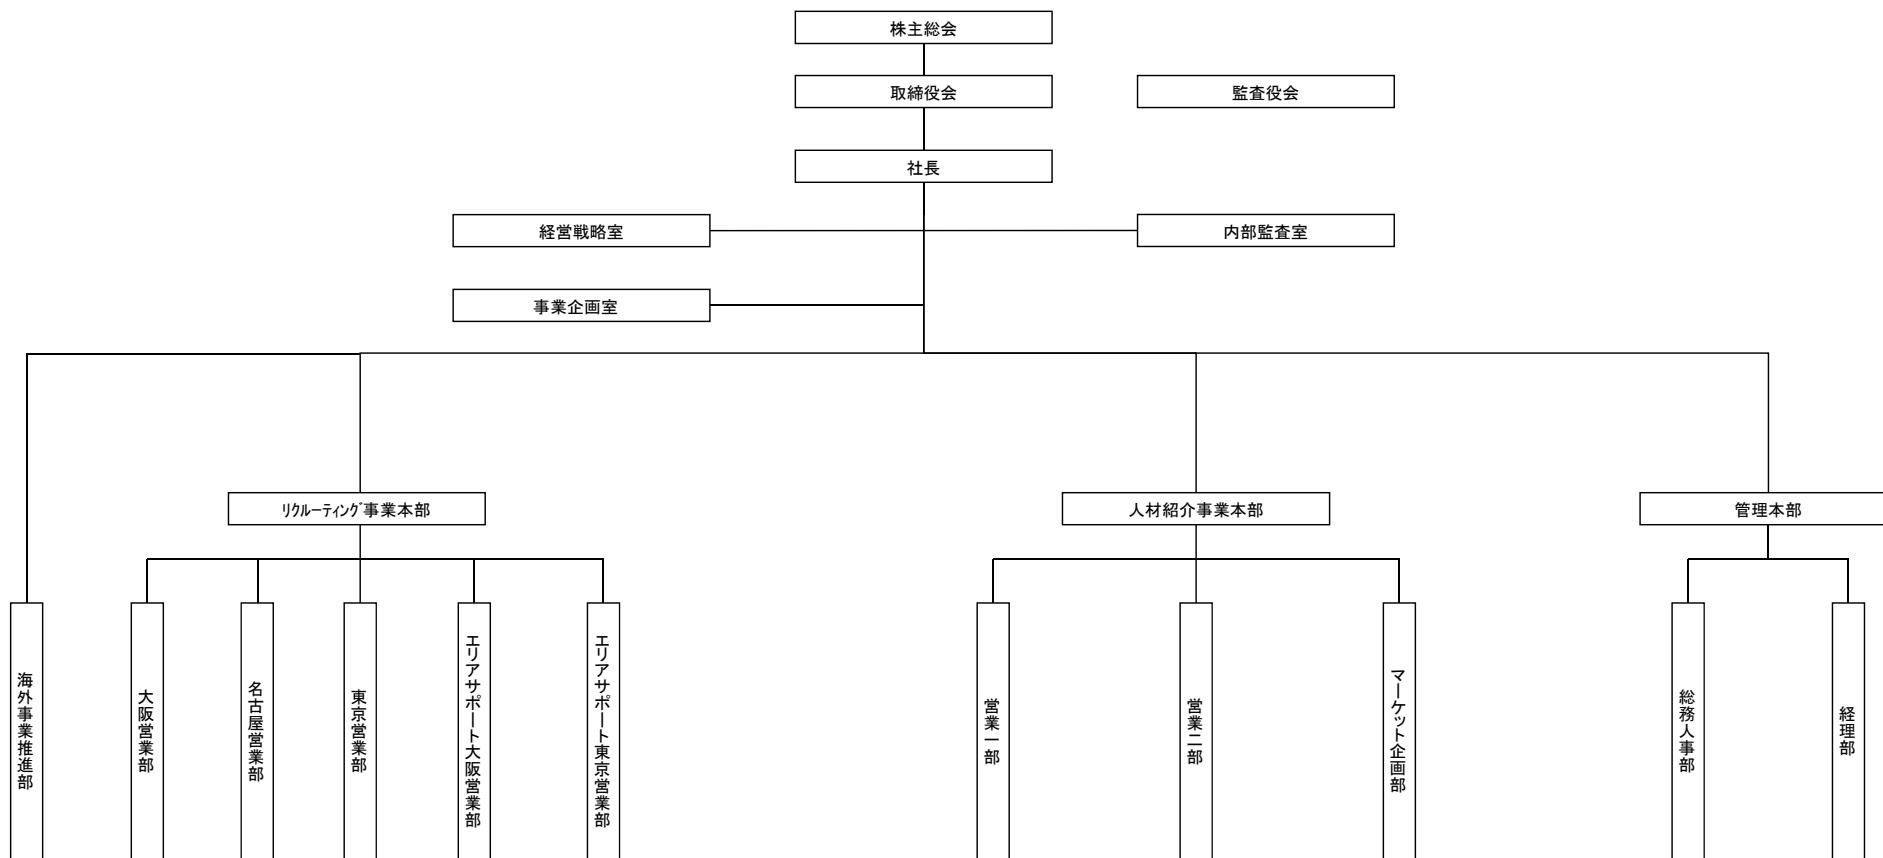 株主総会
取締役会
監査役会
社長
経営戦略室
内部監査室
事業企画室
ﾘｸﾙｰﾃｨﾝｸﾞ事業本部
人材紹介事業本部
管理本部
海外事業推進部
大阪営業部
名古屋営業部
東京営業部
エリアサポート大阪営業部
エリアサポート東京営業部
営業一部
営業二部
マーケット企画部
総務人事部
経理部